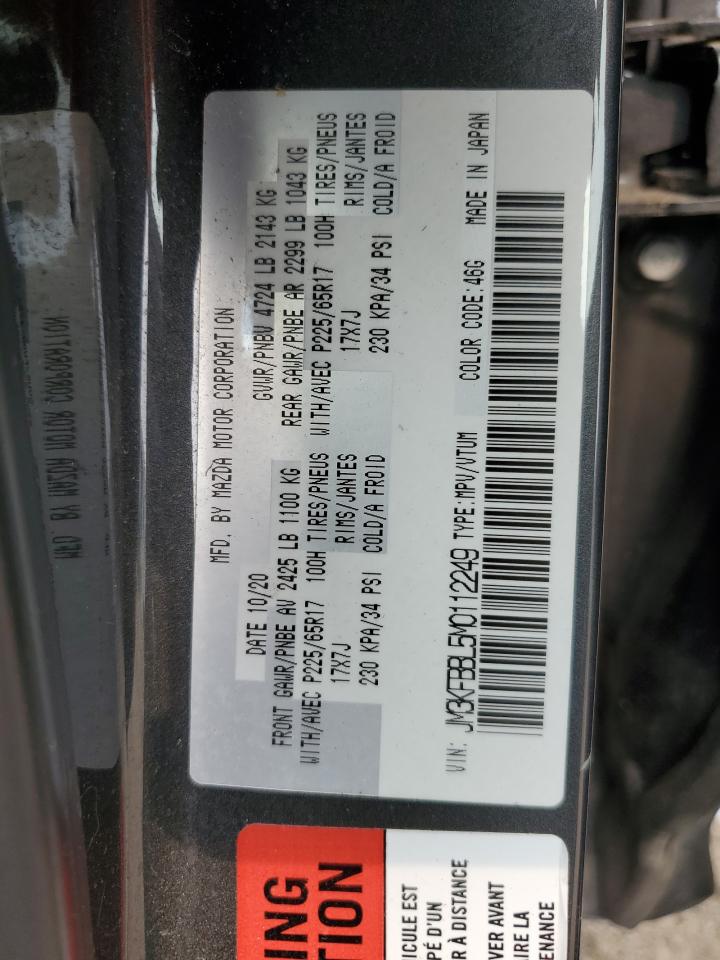 MFD. BY MAZDA MOTOR CORPORATION
DATE 10/20 GVWR/PNBV 4724 LB 2143 KG
FRONT GAWR/PNBE AV 2425 LB 1100 KG REAR GAWR/PNBE AR 2299 LB 1043 KG
WITH/AVEC P225/65R17 100H TIRES/PNEUS WITH/AVEC P225/65R17 100H TIRES/PNEUS
17X7J RIMS/JANTES 17X7J RIMS/JANTES
230 KPA/34 PSI COLD/A FROID 230 KPA/34 PSI COLD/A FROID
VIN: JM3KFBBL5M0112249 TYPE:MPV/VTUM COLOR CODE:46G MADE IN JAPAN
NING
TION
ICULE EST
PÉ D'UN
R À DISTANCE
VER AVANT
IRE LA
ENANCE